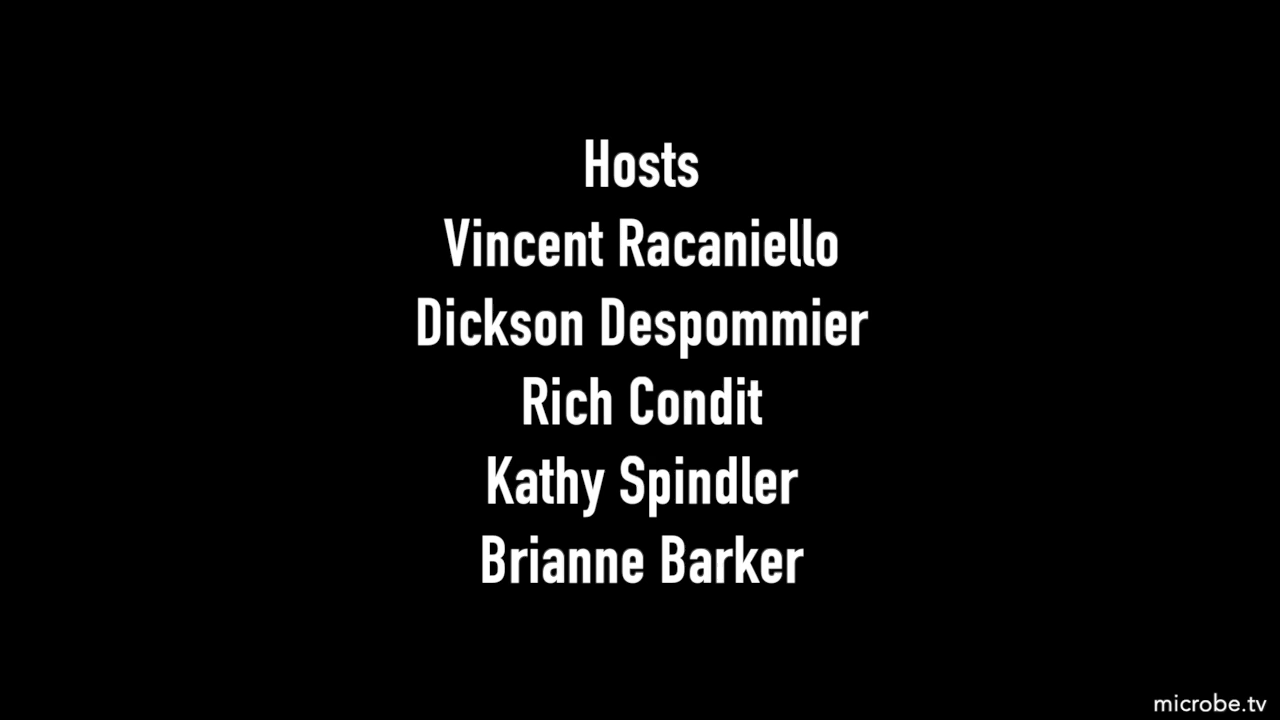 Hosts
Vincent Racaniello
Dickson Despommier
Rich Condit
Kathy Spindler
Brianne Barker
microbe.tv